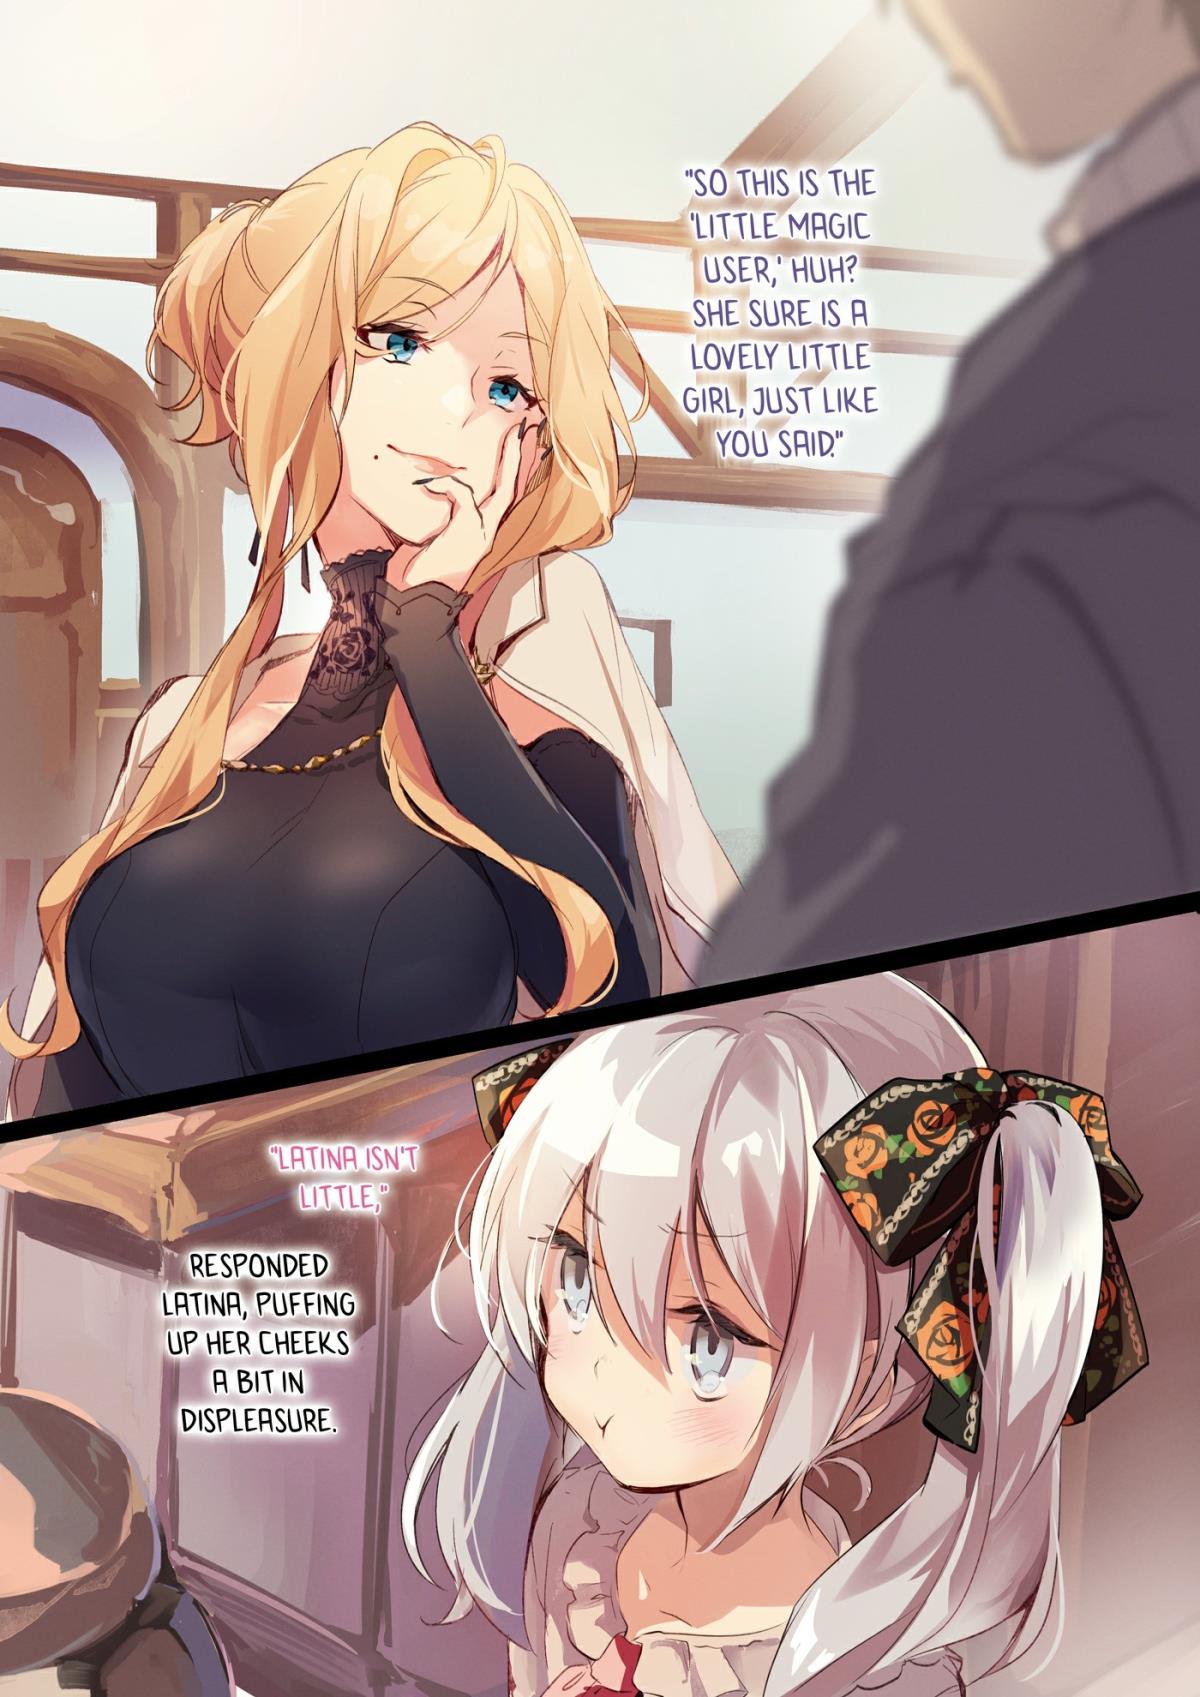 "SO THIS IS THE
'LITTLE MAGIC
USER,' HUH?
SHE SURE IS A
LOVELY LITTLE
GIRL, JUST LIKE
YOU SAID."
"LATINA ISN'T
LITTLE,"
RESPONDED
LATINA, PUFFING
UP HER CHEEKS
A BIT IN
DISPLEASURE.